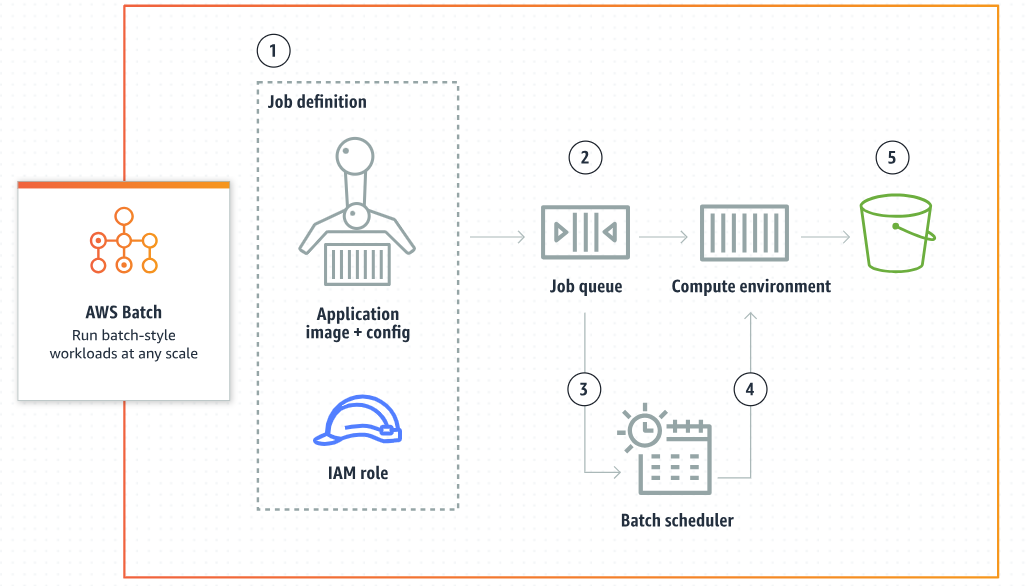 1
Job definition
Application
image + config
IAM role
AWS Batch
Run batch-style
workloads at any scale
2
Job queue
Compute environment
5
3
4
Batch scheduler